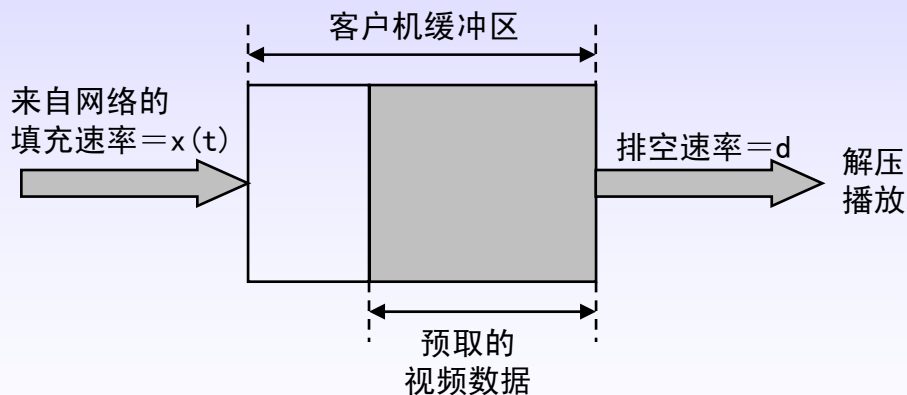 客户机缓冲区
来自网络的
填充速率＝x(t)
排空速率＝d
解压
播放
预取的
视频数据